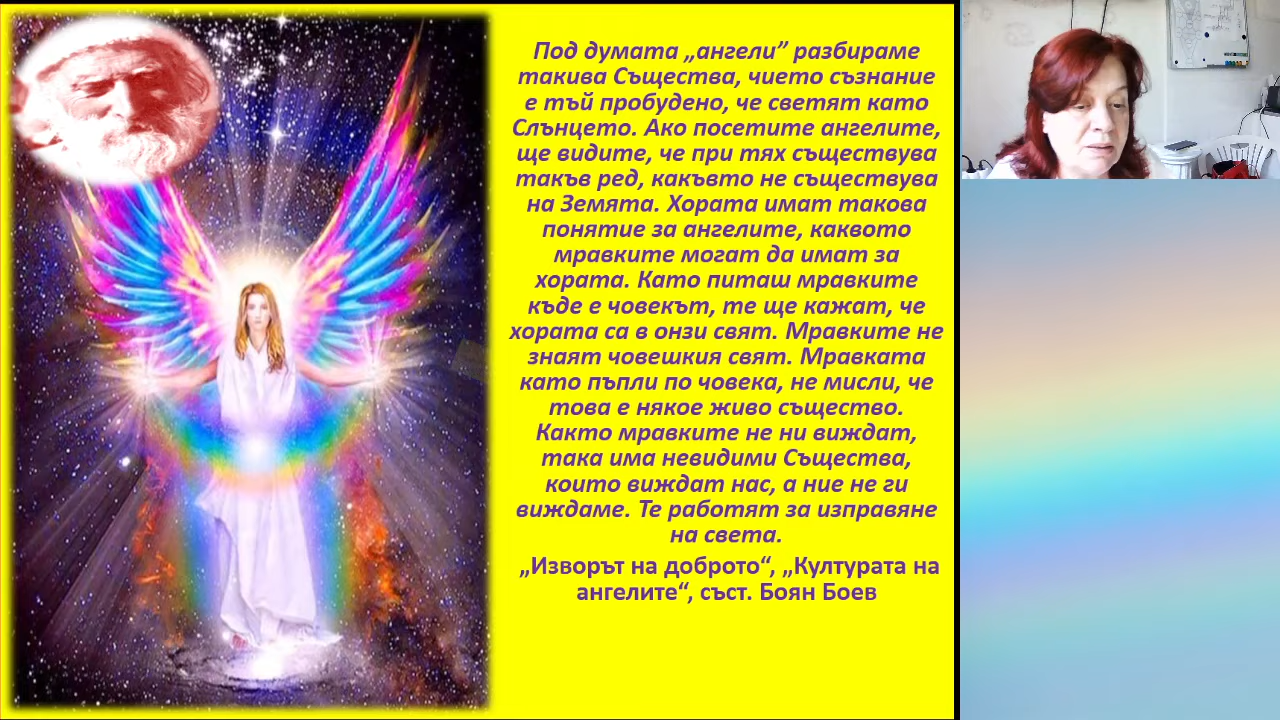 Под думата „ангели” разбираме
такива Същества, чието съзнание
е тъй пробудено, че светят като
Слънцето. Ако посетите ангелите,
ще видите, че при тях съществува
такъв ред, какъвто не съществува
на Земята. Хората имат такова
понятие за ангелите, каквото
мравките могат да имат за
хората. Като питаш мравките
къде е човекът, те ще кажат, че
хората са в онзи свят. Мравките не
знаят човешкия свят. Мравката
като пъпли по човека, не мисли, че
това е някое живо същество.
Както мравките не ни виждат,
така има невидими Същества,
които виждат нас, а ние не ги
виждаме. Те работят за изправяне
на света.
„Изворът на доброто“, „Културата на
ангелите“, съст. Боян Боев